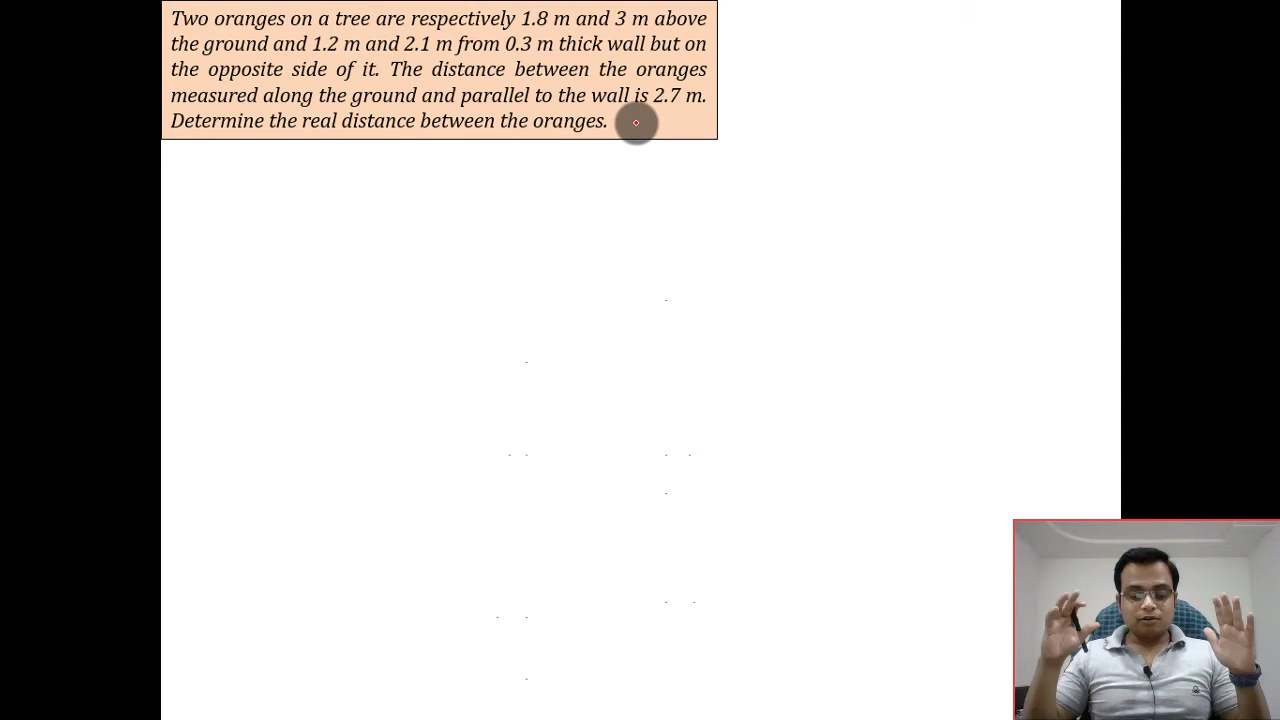 Two oranges on a tree are respectively 1.8 m and 3 m above
the ground and 1.2 m and 2.1 m from 0.3 m thick wall but on
the opposite side of it. The distance between the oranges
measured along the ground and parallel to the wall is 2.7 m.
Determine the real distance between the oranges.